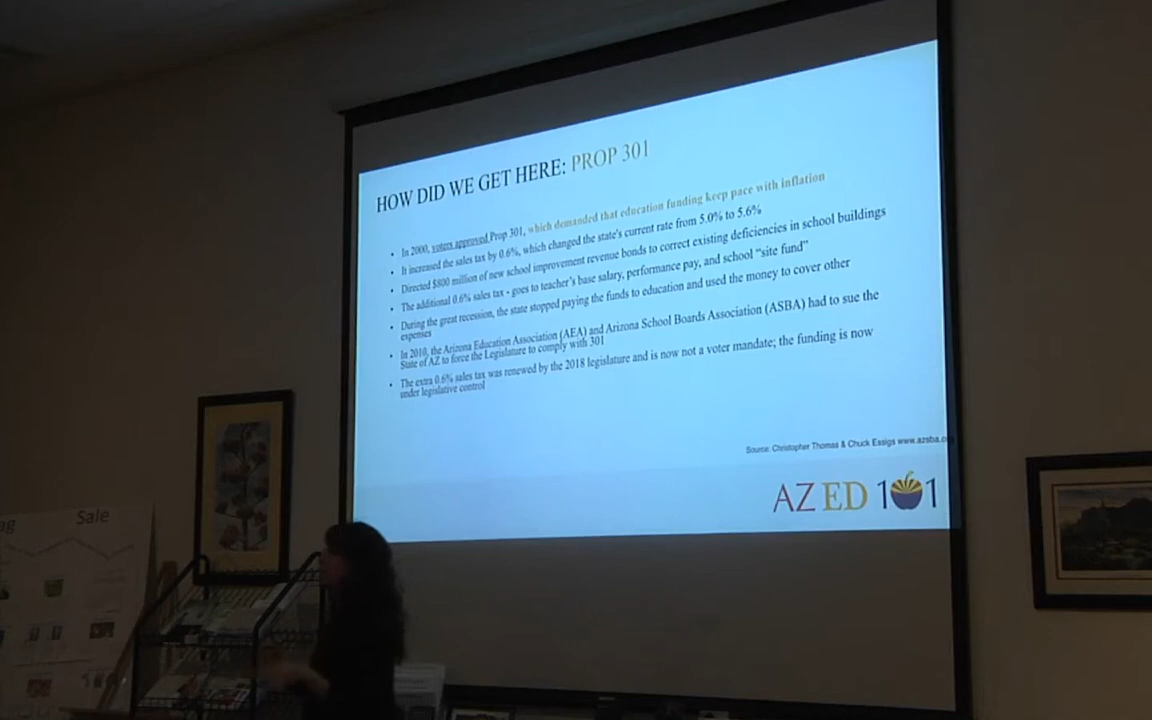 HOW DID WE GET HERE: PROP 301
• In 2000, voters approved Prop 301, which demanded that education funding keep pace with inflation
• It increased the sales tax by 0.6%, which changed the state's current rate from 5.0% to 5.6%
• Directed $800 million of new school improvement revenue bonds to correct existing deficiencies in school buildings
• The additional 0.6% sales tax - goes to teacher's base salary, performance pay, and school "site fund"
• During the great recession, the state stopped paying the funds to education and used the money to cover other
expenses
• In 2010, the Arizona Education Association (AEA) and Arizona School Boards Association (ASBA) had to sue the
State of AZ to force the Legislature to comply with 301
• The extra 0.6% sales tax was renewed by the 2018 legislature and is now not a voter mandate; the funding is now
under legislative control
Source: Christopher Thomas & Chuck Essigs www.azsba.o
AZ ED 101
ag Sale